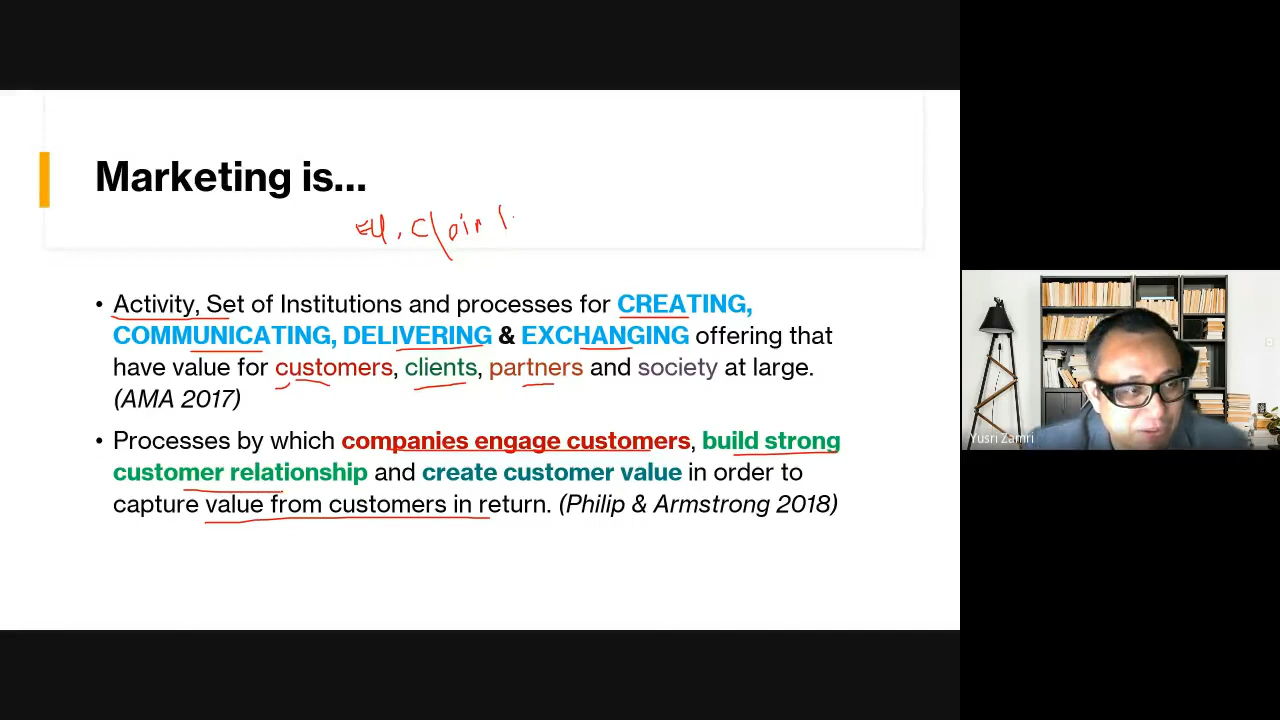 Marketing is...
• Activity, Set of Institutions and processes for CREATING,
COMMUNICATING, DELIVERING & EXCHANGING offering that
have value for customers, clients, partners and society at large.
(AMA 2017)
• Processes by which companies engage customers, build strong
customer relationship and create customer value in order to
capture value from customers in return. (Philip & Armstrong 2018)
Yusri Zamri